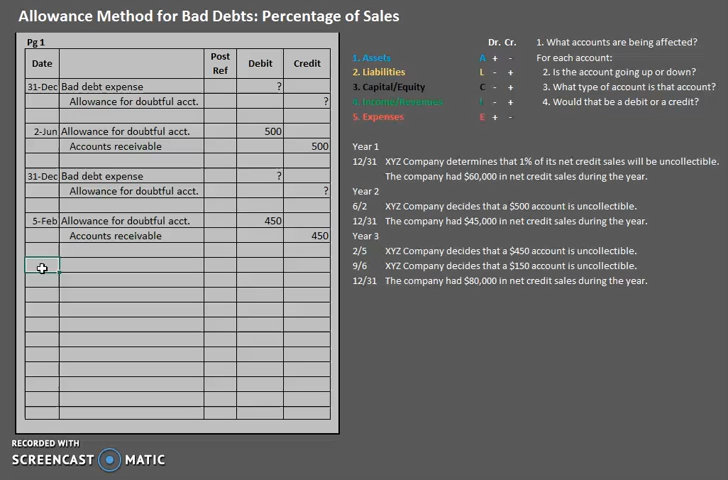 Allowance Method for Bad Debts: Percentage of Sales
Pg 1
Date Post Ref Debit Credit
31-Dec Bad debt expense ?
Allowance for doubtful acct. ?
2-Jun Allowance for doubtful acct. 500
Accounts receivable 500
31-Dec Bad debt expense ?
Allowance for doubtful acct. ?
5-Feb Allowance for doubtful acct. 450
Accounts receivable 450
Dr. Cr.
1. Assets A + -
2. Liabilities L - +
3. Capital/Equity C - +
4. Income/Revenues I - +
5. Expenses E + -
1. What accounts are being affected?
For each account:
2. Is the account going up or down?
3. What type of account is that account?
4. Would that be a debit or a credit?
Year 1
12/31 XYZ Company determines that 1% of its net credit sales will be uncollectible.
The company had $60,000 in net credit sales during the year.
Year 2
6/2 XYZ Company decides that a $500 account is uncollectible.
12/31 The company had $45,000 in net credit sales during the year.
Year 3
2/5 XYZ Company decides that a $450 account is uncollectible.
9/6 XYZ Company decides that a $150 account is uncollectible.
12/31 The company had $80,000 in net credit sales during the year.
RECORDED WITH
SCREENCAST MATIC